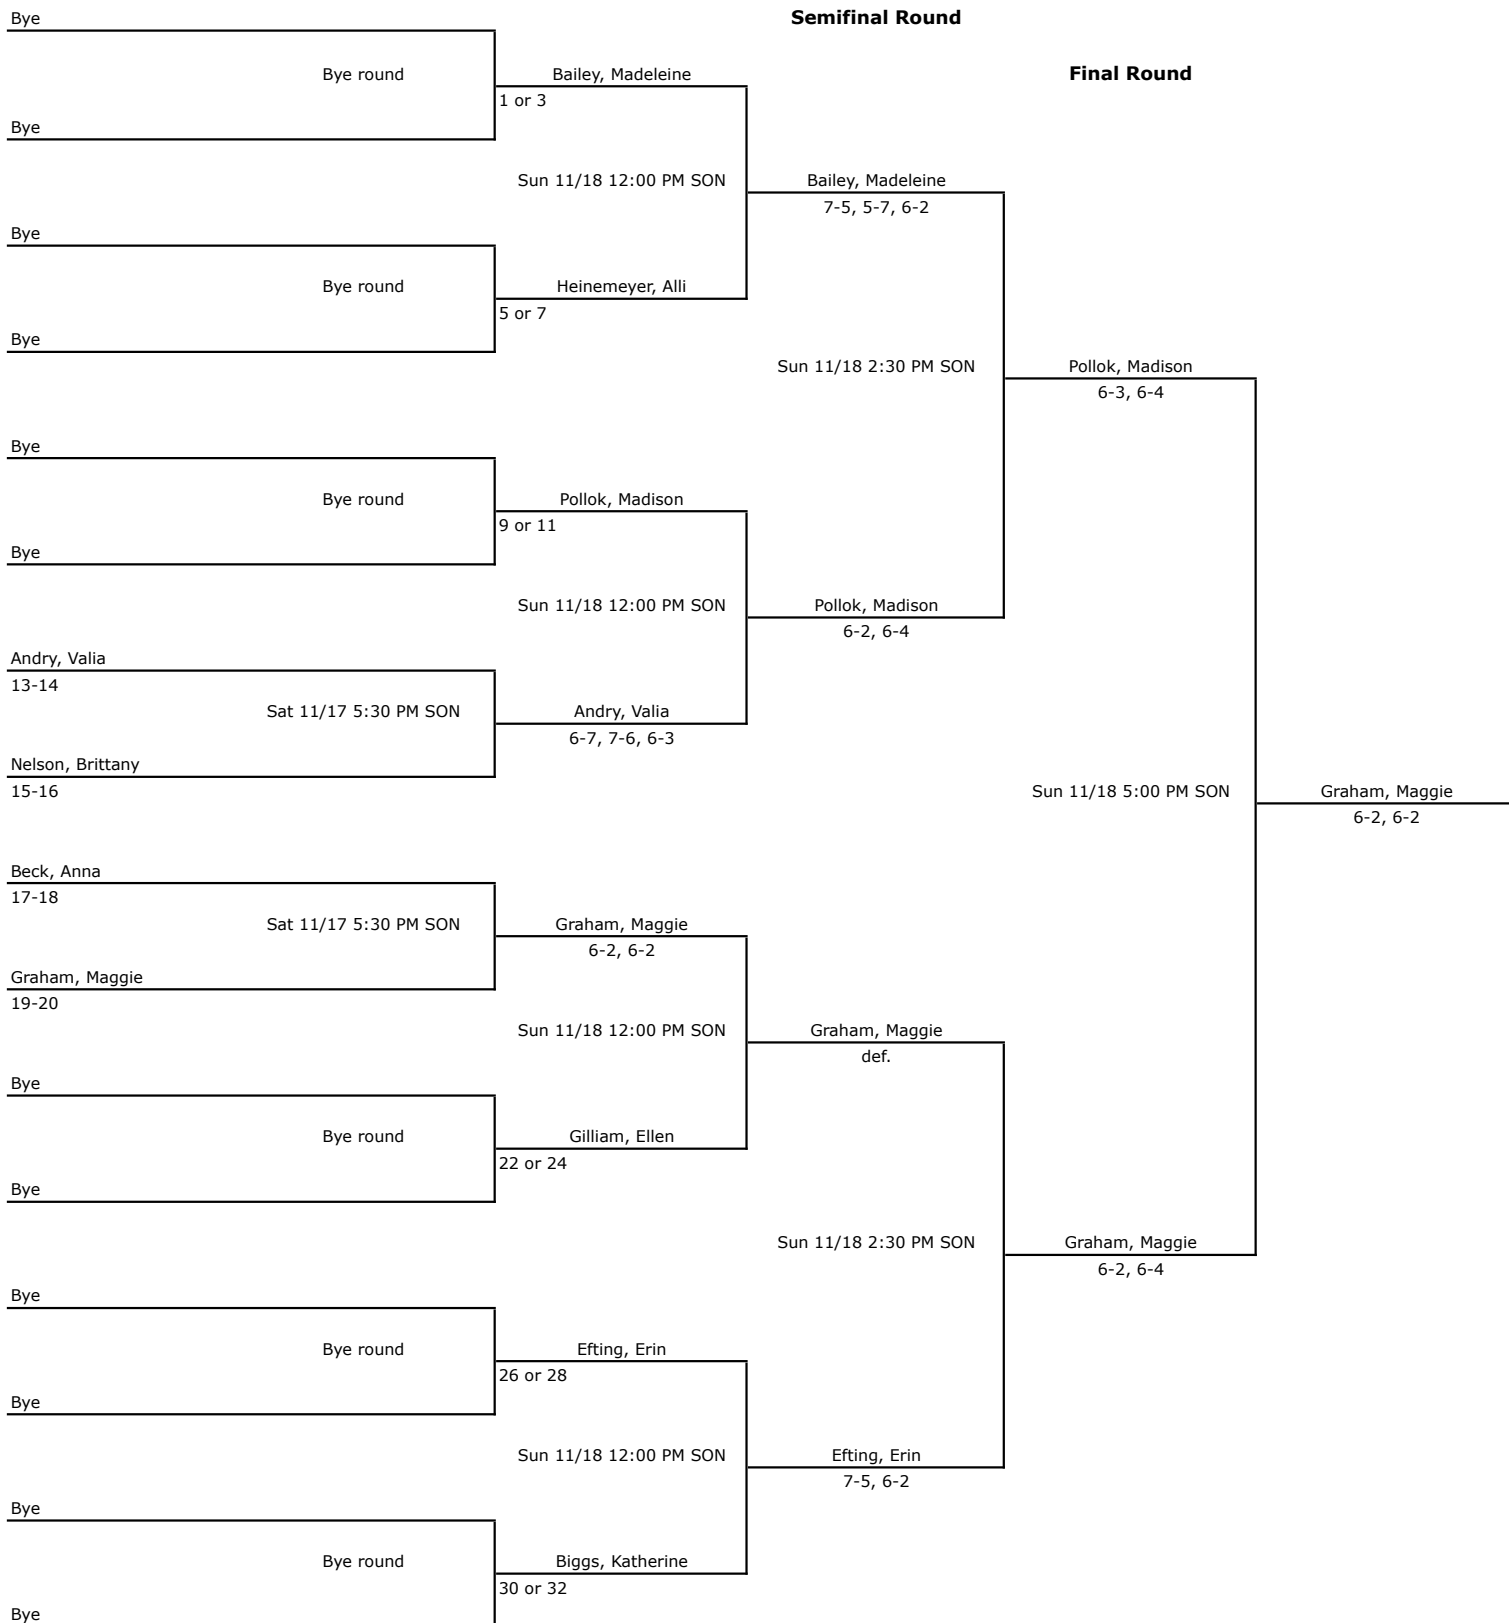 Bye
Semifinal Round
Bye round
Bailey, Madeleine
Final Round
1 or 3
Bye
Sun 11/18 12:00 PM SON
Bailey, Madeleine
7-5, 5-7, 6-2
Bye
Bye round
Heinemeyer, Alli
5 or 7
Bye
Sun 11/18 2:30 PM SON
Pollok, Madison
6-3, 6-4
Bye
Bye round
Pollok, Madison
9 or 11
Bye
Sun 11/18 12:00 PM SON
Pollok, Madison
6-2, 6-4
Andry, Valia
13-14
Sat 11/17 5:30 PM SON
Andry, Valia
6-7, 7-6, 6-3
Nelson, Brittany
15-16
Sun 11/18 5:00 PM SON
Graham, Maggie
6-2, 6-2
Beck, Anna
17-18
Sat 11/17 5:30 PM SON
Graham, Maggie
6-2, 6-2
Graham, Maggie
19-20
Sun 11/18 12:00 PM SON
Graham, Maggie
def.
Bye
Bye round
Gilliam, Ellen
22 or 24
Bye
Sun 11/18 2:30 PM SON
Graham, Maggie
6-2, 6-4
Bye
Bye round
Efting, Erin
26 or 28
Bye
Sun 11/18 12:00 PM SON
Efting, Erin
7-5, 6-2
Bye
Bye round
Biggs, Katherine
30 or 32
Bye